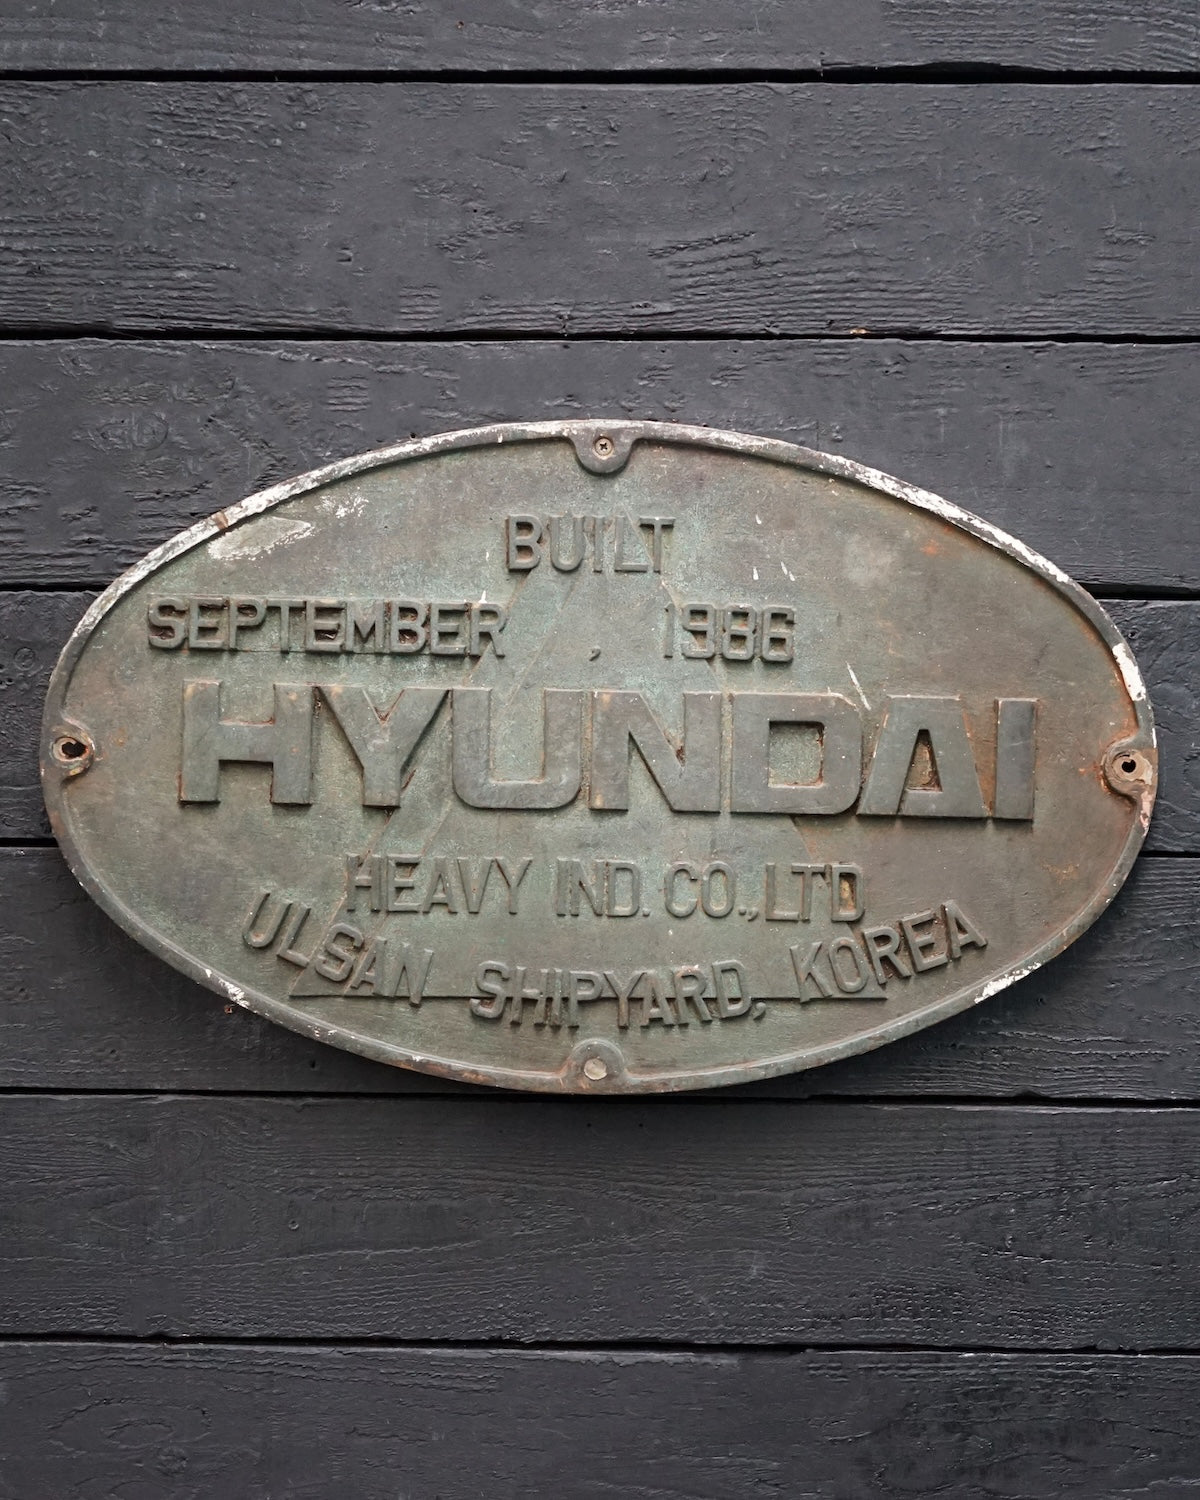 BUILT
SEPTEMBER , 1986
HYUNDAI
HEAVY IND. CO., LTD
ULSAN SHIPYARD, KOREA